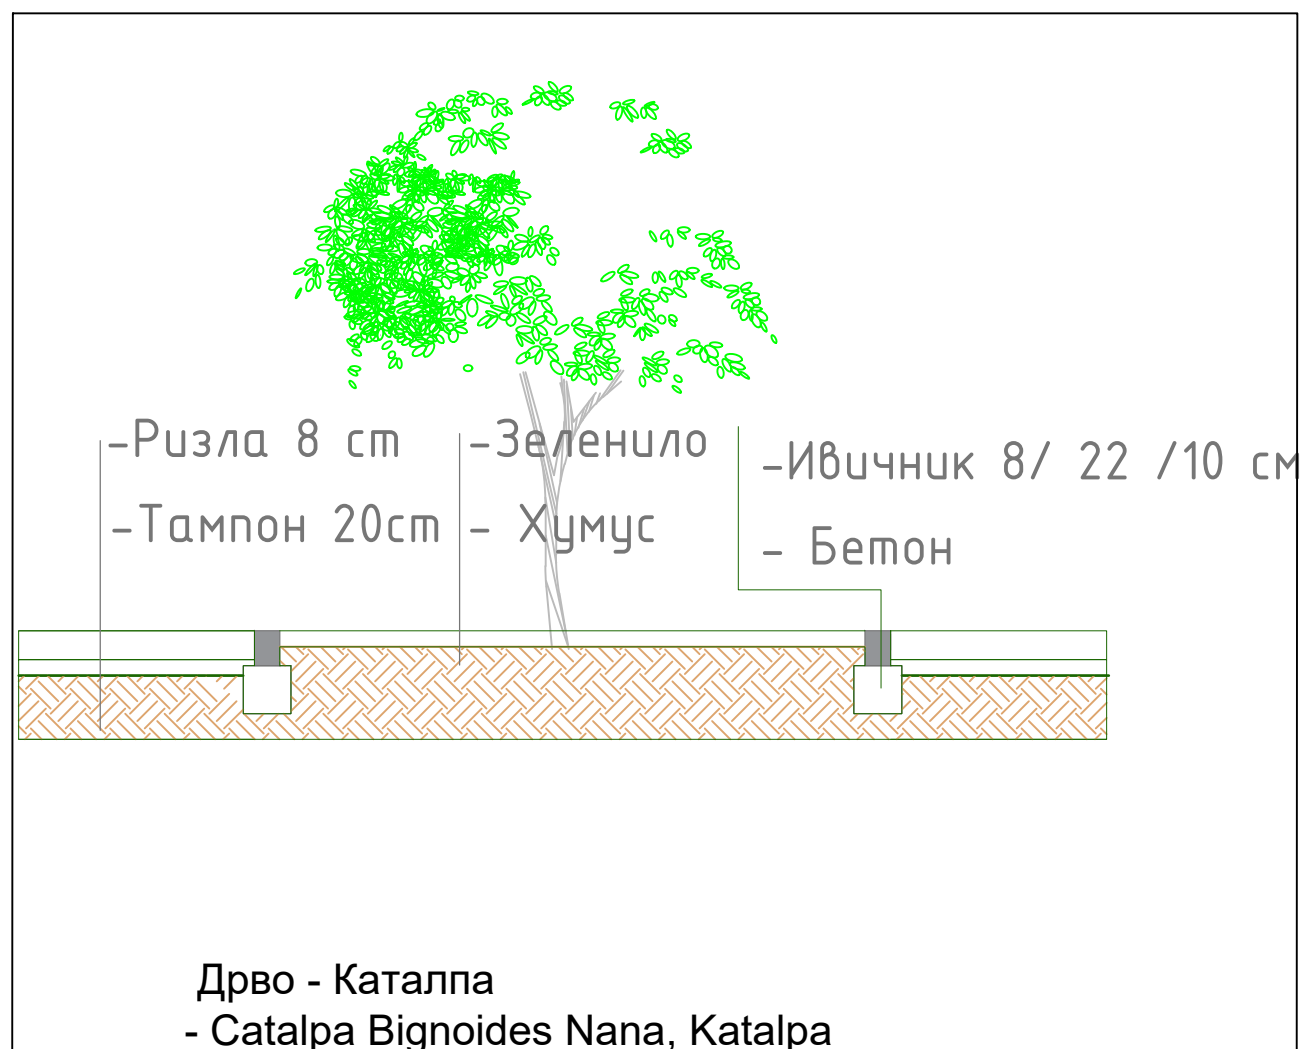 -Ризла 8 cm
-Тампон 20cm
-Зеленило
- Хумус
-Ивичник 8/ 22 /10 см
- Бетон
Дрво - Каталпа
- Catalpa Bignoides Nana, Katalpa